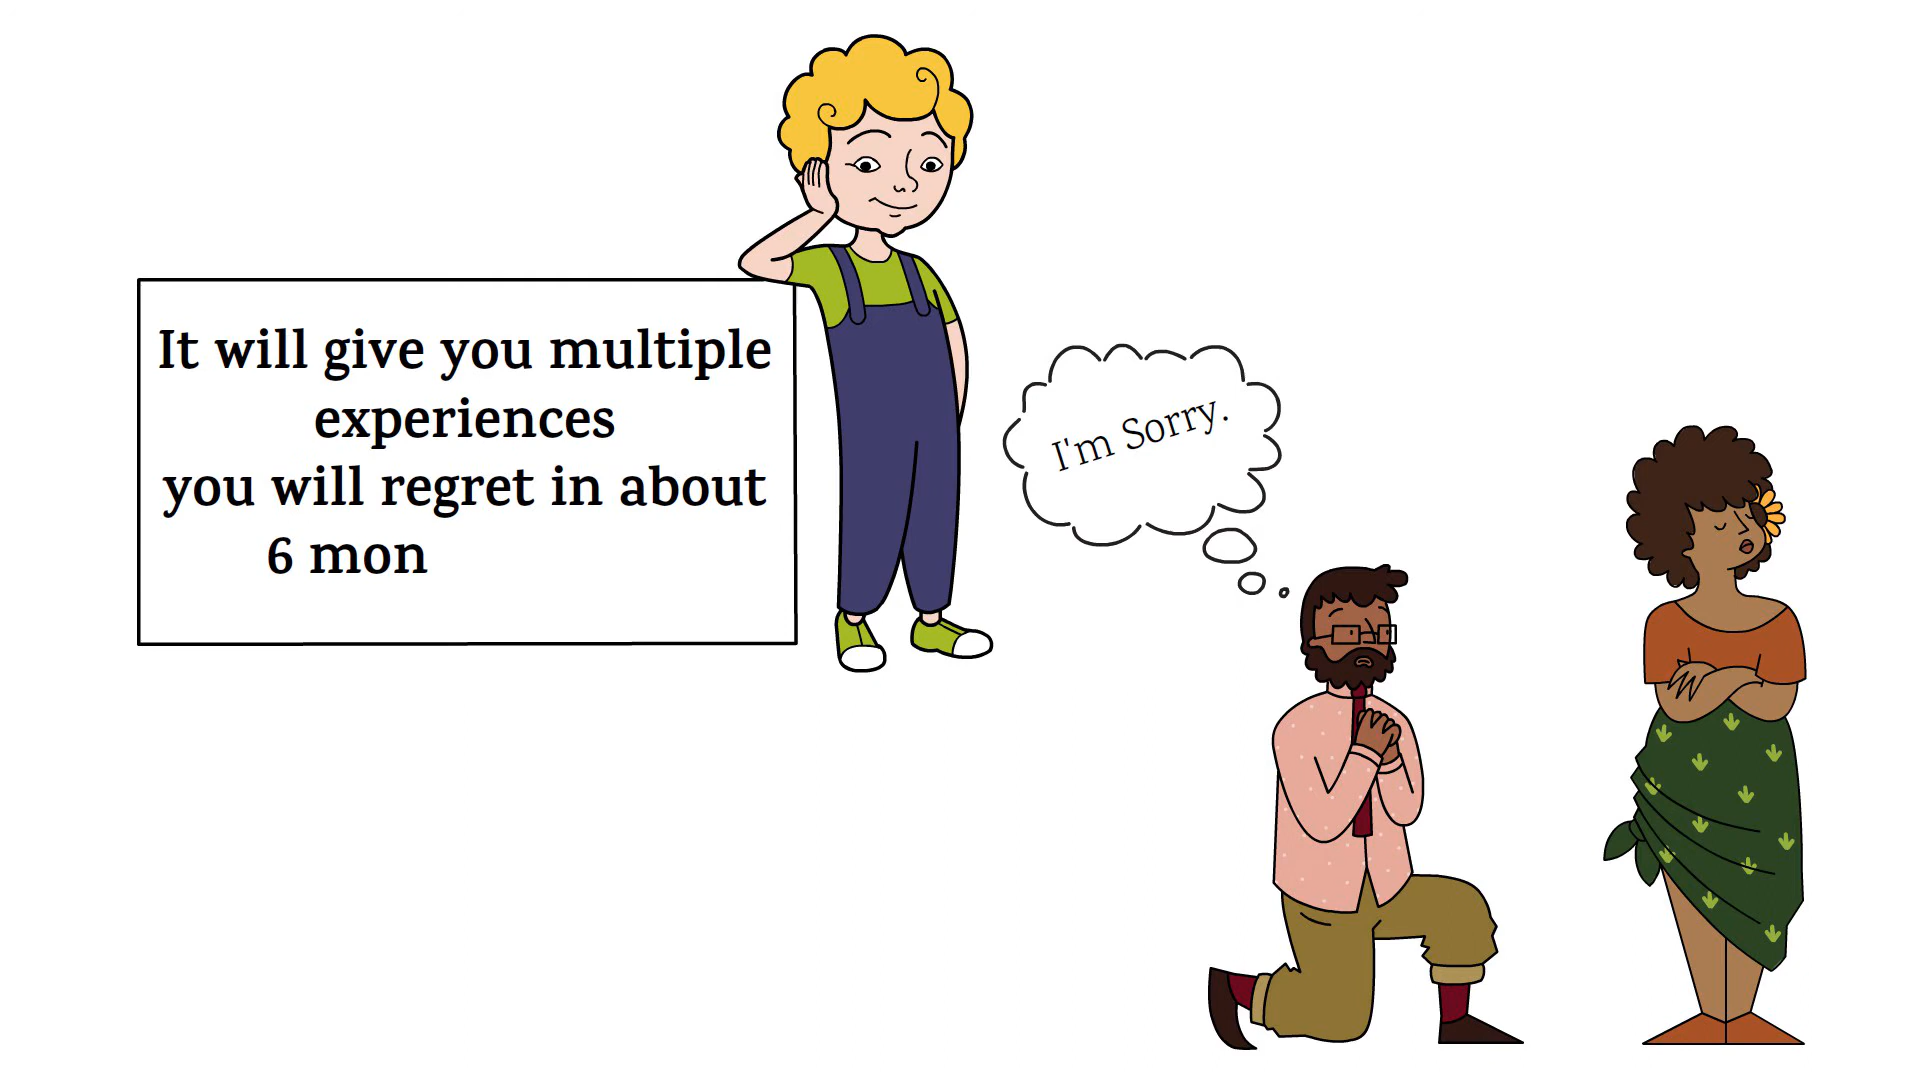 It will give you multiple
experiences
you will regret in about
6 mon
I'm Sorry.